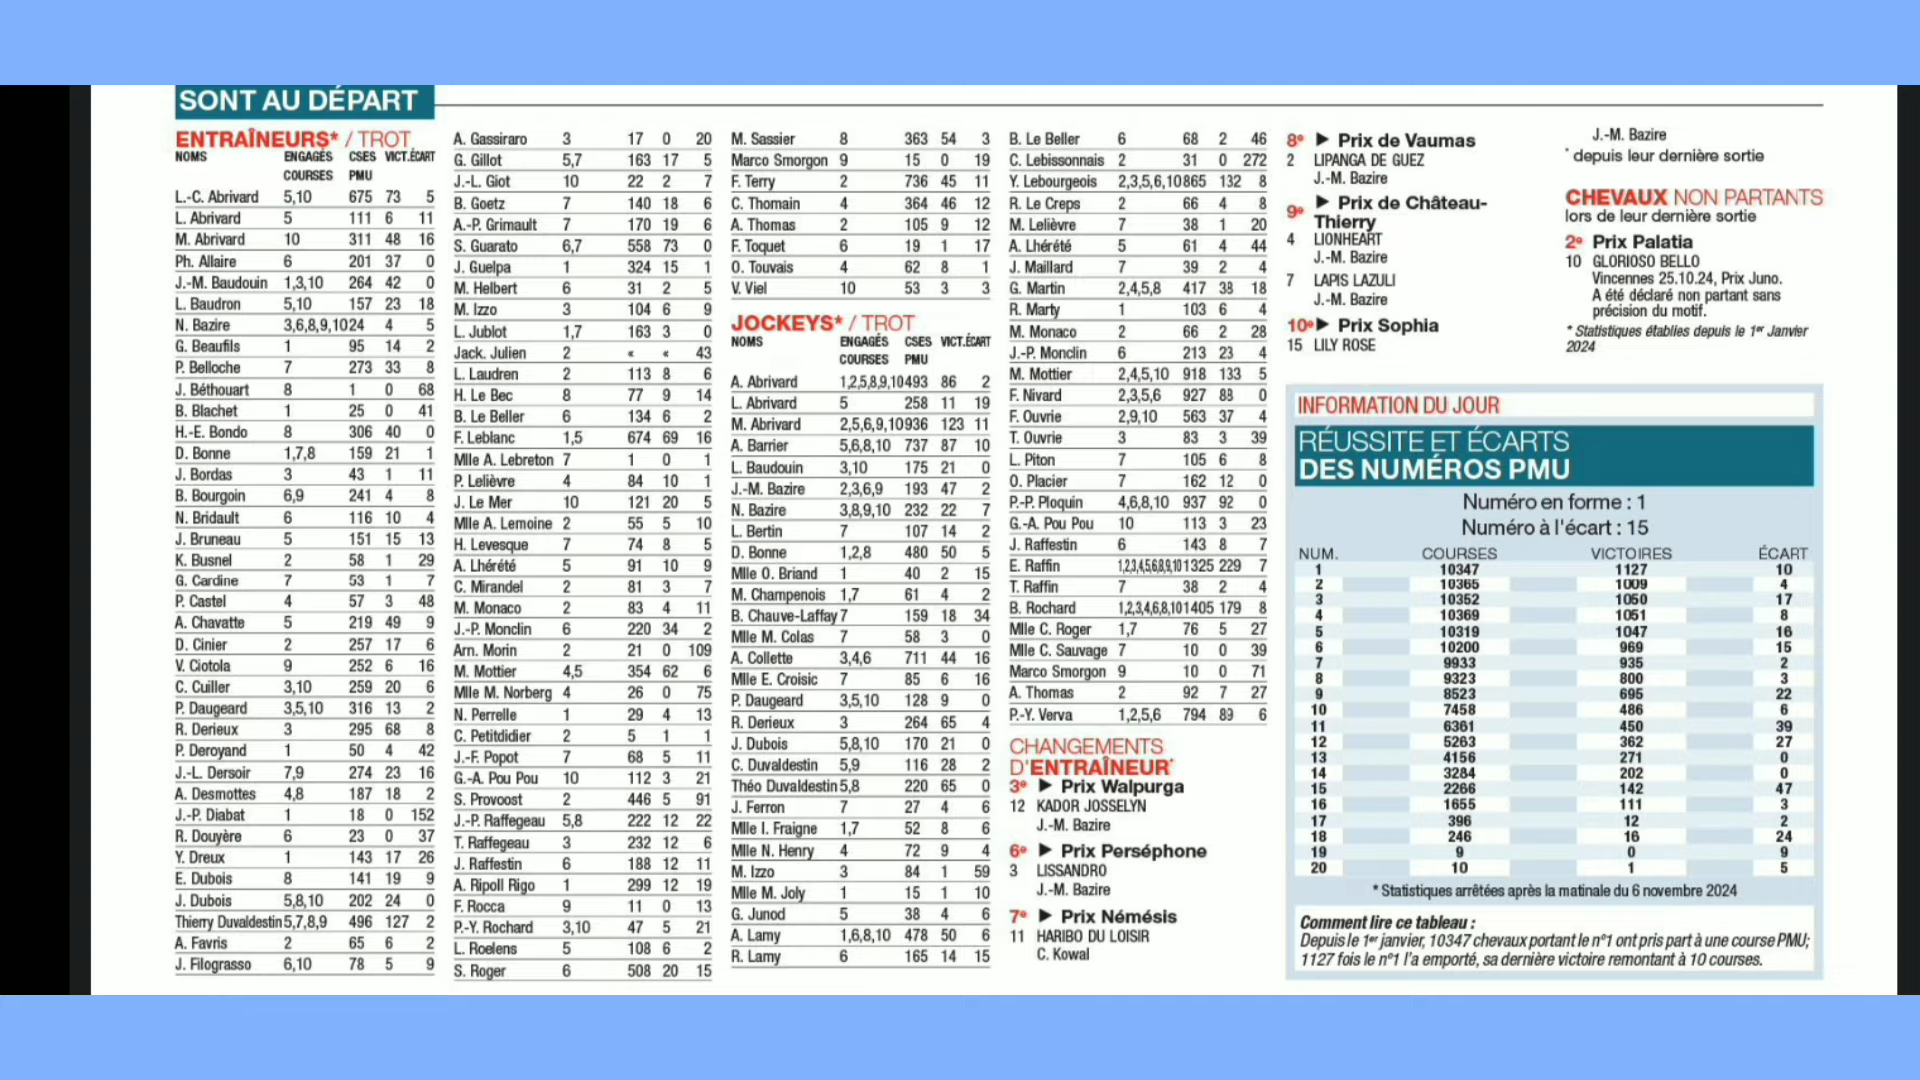 SONT AU DÉPART
ENTRAÎNEURS* / TROT
NOMS ENGAGÉS CSES VICT. ÉCART
COURSES PMU
L.-C. Abrivard 5,10 675 73 5
L. Abrivard 5 111 6 11
M. Abrivard 10 311 48 16
Ph. Allaire 6 201 37 0
J.-M. Baudouin 1,3,10 264 42 0
L. Baudron 5,10 157 23 18
N. Bazire 3,6,8,9,10 24 4 5
G. Beaufils 1 95 14 2
P. Belloche 7 273 33 8
J. Béthouart 8 1 0 68
B. Blachet 1 25 0 41
H.-E. Bondo 8 306 40 0
D. Bonne 1,7,8 159 21 1
J. Bordas 3 43 1 11
B. Bourgoin 6,9 241 4 8
N. Bridault 6 116 10 4
J. Bruneau 5 151 15 13
K. Busnel 2 58 1 29
G. Cardine 7 53 1 7
P. Castel 4 57 3 48
A. Chavatte 5 219 49 9
D. Cinier 2 257 17 6
V. Ciotola 9 252 6 16
C. Cuiller 3,10 259 20 6
P. Daugeard 3,5,10 316 13 2
R. Derieux 3 295 68 8
P. Deroyand 1 50 4 42
J.-L. Dersoir 7,9 274 23 16
A. Desmottes 4,8 187 18 2
J.-P. Diabat 1 18 0 152
R. Douyère 6 23 0 37
Y. Dreux 1 143 17 26
E. Dubois 8 141 19 9
J. Dubois 5,8,10 202 24 0
Thierry Duvaldestin 5,7,8,9 496 127 2
A. Favris 2 65 6 2
J. Filograsso 6,10 78 5 9
A. Gassiraro 3 17 0 20
G. Gillot 5,7 163 17 5
J.-L. Giot 10 22 2 7
B. Goetz 7 140 18 6
A.-P. Grimault 7 170 19 6
S. Guarato 6,7 558 73 0
J. Guelpa 1 324 15 1
M. Helbert 6 31 2 5
M. Izzo 3 104 6 9
L. Jublot 1,7 163 3 0
Jack. Julien 2 « « 43
L. Laudren 2 113 8 6
H. Le Bec 8 77 9 14
B. Le Beller 6 134 6 2
F. Leblanc 1,5 674 69 16
Mlle A. Lebreton 7 1 0 1
P. Lelièvre 4 84 10 1
J. Le Mer 10 121 20 5
Mlle A. Lemoine 2 55 5 10
H. Levesque 7 74 8 5
A. Lhérété 5 91 10 9
C. Mirandel 2 81 3 7
M. Monaco 2 83 4 11
J.-P. Monclin 6 220 34 2
Arn. Morin 2 21 0 109
M. Mottier 4,5 354 62 6
Mlle M. Norberg 4 26 0 75
N. Perrelle 1 29 4 13
C. Petitdidier 2 5 1 1
J.-F. Popot 7 68 5 11
G.-A. Pou Pou 10 112 3 21
S. Provoost 2 446 5 91
J.-P. Raffegeau 5,8 222 12 22
T. Raffegeau 3 232 12 6
J. Raffestin 6 188 12 11
A. Ripoll Rigo 1 299 12 19
F. Rocca 9 11 0 13
P.-Y. Rochard 3,10 47 5 21
L. Roelens 5 108 6 2
S. Roger 6 508 20 15
M. Sassier 8 363 54 3
Marco Smorgon 9 15 0 19
F. Terry 2 736 45 11
C. Thomain 4 364 46 12
A. Thomas 2 105 9 12
F. Toquet 6 19 1 17
O. Touvais 4 62 8 1
V. Viel 10 53 3 3
JOCKEYS* / TROT
NOMS ENGAGÉS CSES VICT. ÉCART
COURSES PMU
A. Abrivard 1,2,5,8,9,10 493 86 2
L. Abrivard 5 258 11 19
M. Abrivard 2,5,6,9,10 936 123 11
A. Barrier 5,6,8,10 737 87 10
L. Baudouin 3,10 175 21 0
J.-M. Bazire 2,3,6,9 193 47 2
N. Bazire 3,8,9,10 232 22 7
L. Bertin 7 107 14 2
D. Bonne 1,2,8 480 50 5
Mlle O. Briand 1 40 2 15
M. Champenois 1,7 61 4 2
B. Chauve-Laffay 7 159 18 34
Mlle M. Colas 7 58 3 0
A. Collette 3,4,6 711 44 16
Mlle E. Croisic 7 85 6 16
P. Daugeard 3,5,10 128 9 0
R. Derieux 3 264 65 4
J. Dubois 5,8,10 170 21 0
C. Duvaldestin 5,9 116 28 2
Théo Duvaldestin 5,8 220 65 0
J. Ferron 7 27 4 6
Mlle I. Fraigne 1,7 52 8 6
Mlle N. Henry 4 72 9 4
M. Izzo 3 84 1 59
Mlle M. Joly 1 15 1 10
G. Junod 5 38 4 6
A. Lamy 1,6,8,10 478 50 6
R. Lamy 6 165 14 15
B. Le Beller 6 68 2 46
C. Lebissonnais 2 31 0 272
Y. Lebourgeois 2,3,5,6,10 865 132 8
R. Le Creps 2 66 4 8
M. Lelièvre 7 38 1 20
A. Lhérété 5 61 4 44
J. Maillard 7 39 2 4
G. Martin 2,4,5,8 417 38 18
R. Marty 1 103 6 4
M. Monaco 2 66 2 28
J.-P. Monclin 6 213 23 4
M. Mottier 2,4,5,10 918 133 5
F. Nivard 2,3,5,6 927 88 0
F. Ouvrie 2,9,10 563 37 4
T. Ouvrie 3 83 3 39
L. Piton 7 105 6 8
O. Placier 7 162 12 0
P.-P. Ploquin 4,6,8,10 937 92 0
G.-A. Pou Pou 10 113 3 23
J. Raffestin 6 143 8 7
E. Raffin 1,2,3,4,5,6,8,9,10 1325 229 7
T. Raffin 7 38 2 4
B. Rochard 1,2,3,4,6,8,10 1405 179 8
Mlle C. Roger 1,7 76 5 27
Mlle C. Sauvage 7 10 0 39
Marco Smorgon 9 10 0 71
A. Thomas 2 92 7 27
P.-Y. Verva 1,2,5,6 794 89 6
CHANGEMENTS
D'ENTRAÎNEUR*
3e ► Prix Walpurga
12 KADOR JOSSELYN
J.-M. Bazire
6e ► Prix Perséphone
3 LISSANDRO
J.-M. Bazire
7e ► Prix Némésis
11 HARIBO DU LOISIR
C. Kowal
8e ► Prix de Vaumas
2 LIPANGA DE GUEZ
J.-M. Bazire
9e ► Prix de Château-
Thierry
4 LIONHEART
J.-M. Bazire
7 LAPIS LAZULI
J.-M. Bazire
10e ► Prix Sophia
15 LILY ROSE
J.-M. Bazire
* depuis leur dernière sortie
CHEVAUX NON PARTANTS
lors de leur dernière sortie
2e Prix Palatia
10 GLORIOSO BELLO
Vincennes 25.10.24, Prix Juno.
A été déclaré non partant sans
précision du motif.
* Statistiques établies depuis le 1er Janvier
2024
INFORMATION DU JOUR
RÉUSSITE ET ÉCARTS
DES NUMÉROS PMU
Numéro en forme : 1
Numéro à l'écart : 15
NUM. COURSES VICTOIRES ÉCART
1 10347 1127 10
2 10365 1009 4
3 10352 1050 17
4 10369 1051 8
5 10319 1047 16
6 10200 969 15
7 9933 935 2
8 9323 800 3
9 8523 695 22
10 7458 486 6
11 6361 450 39
12 5263 362 27
13 4156 271 0
14 3284 202 0
15 2266 142 47
16 1655 111 3
17 396 12 2
18 246 16 24
19 9 0 9
20 10 1 5
* Statistiques arrêtées après la matinale du 6 novembre 2024
Comment lire ce tableau :
Depuis le 1er janvier, 10347 chevaux portant le n°1 ont pris part à une course PMU;
1127 fois le n°1 l'a emporté, sa dernière victoire remontant à 10 courses.